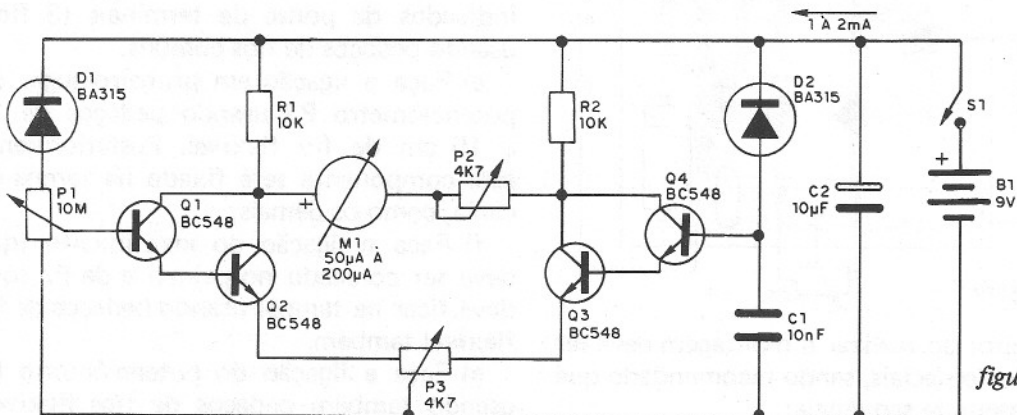 1 A 2mA
D1
BA315
R1
10K
R2
10K
D2
BA315
S1
P2
4K7
Q4
BC548
P1
10M
Q1
BC548
+
M1
50µA A
200µA
C2
10µF
+
B1
9V
Q2
BC548
Q3
BC548
C1
10nF
P3
4K7
figu